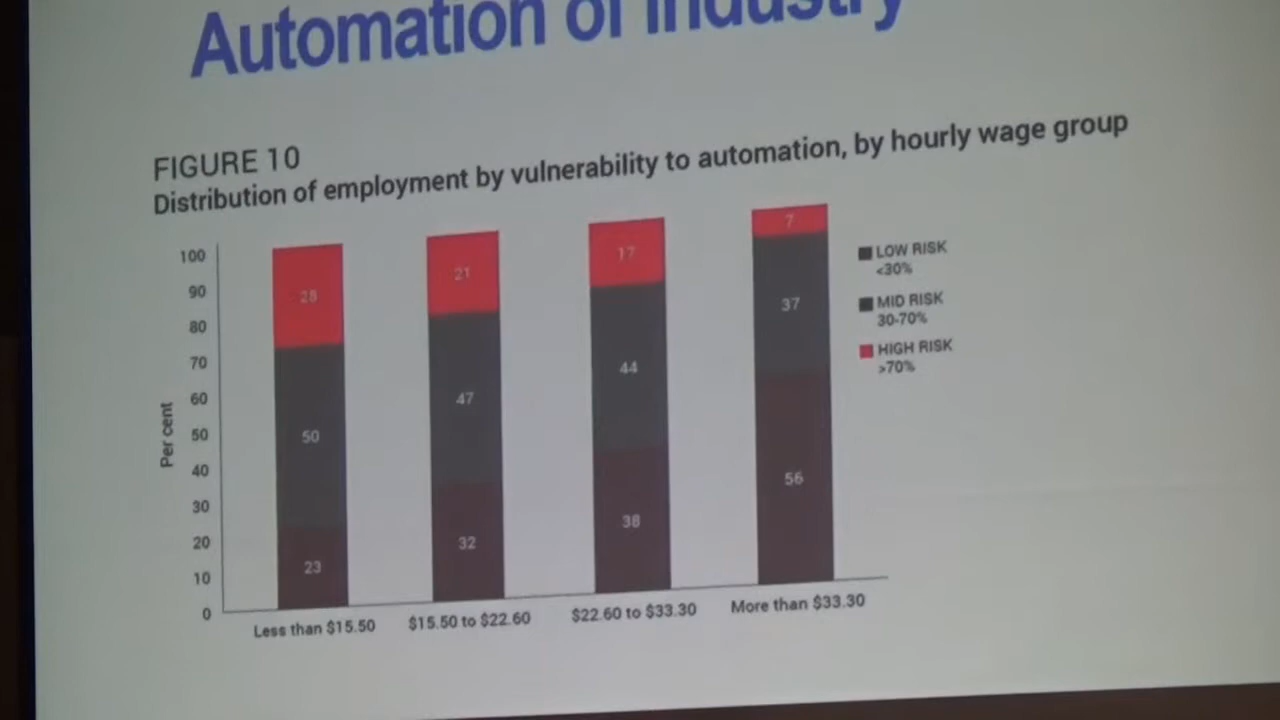 Automation of Industry
FIGURE 10
Distribution of employment by vulnerability to automation, by hourly wage group
Per cent
100
90
80
70
60
50
40
30
20
10
0
28
50
23
21
47
32
17
44
38
7
37
56
Less than $15.50
$15.50 to $22.60
$22.60 to $33.30
More than $33.30
LOW RISK
<30%
MID RISK
30-70%
HIGH RISK
>70%